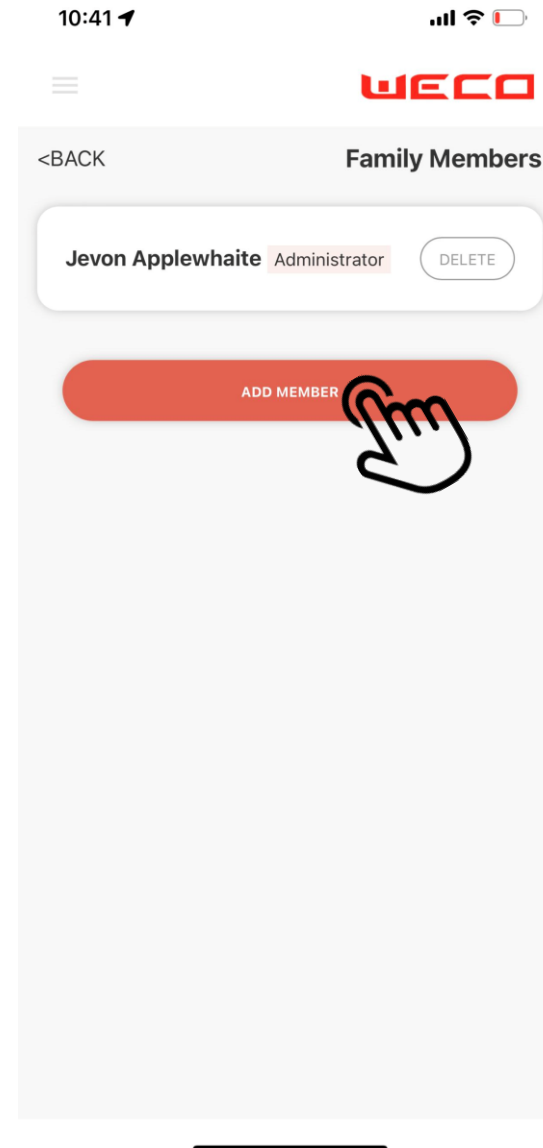 10:41
WECO
<BACK Family Members
Jevon Applewhaite Administrator DELETE
ADD MEMBER